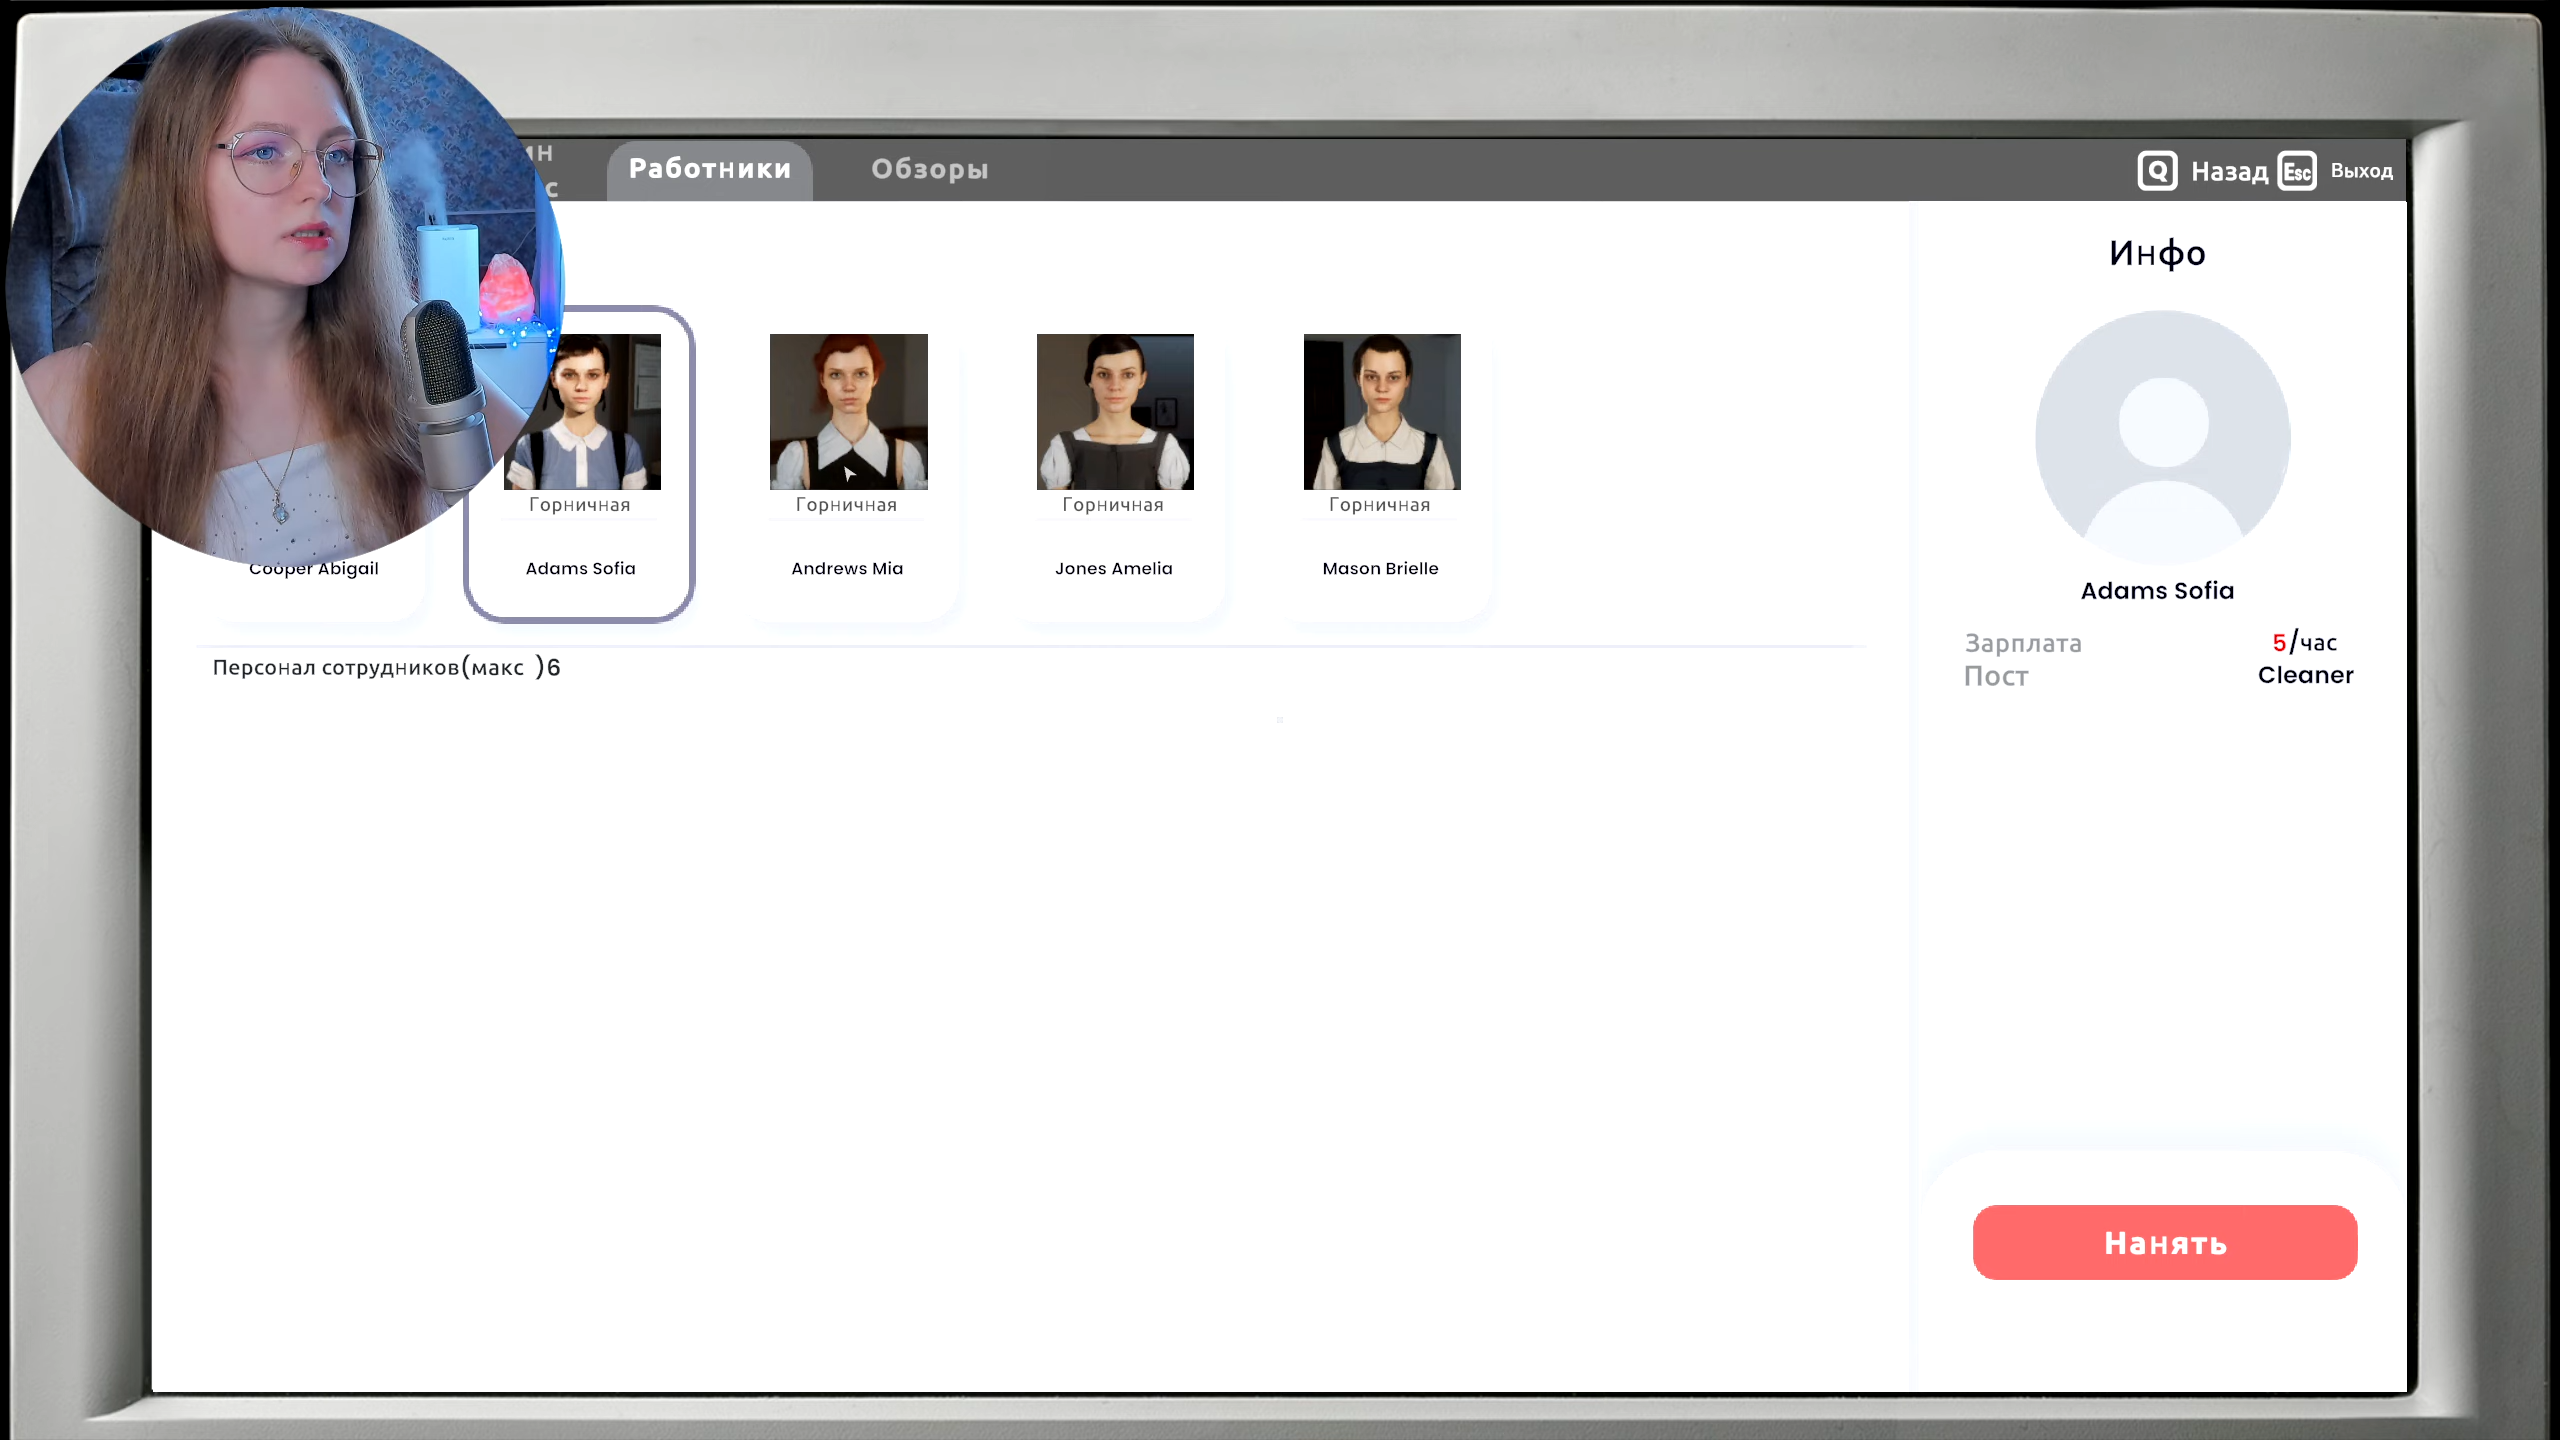 Работники
Обзоры
Q Назад Esc Выход
Инфо
Горничная
Горничная
Горничная
Горничная
Cooper Abigail
Adams Sofia
Andrews Mia
Jones Amelia
Mason Brielle
Adams Sofia
Зарплата 5/час
Пост Cleaner
Персонал сотрудников(макс )6
Нанять